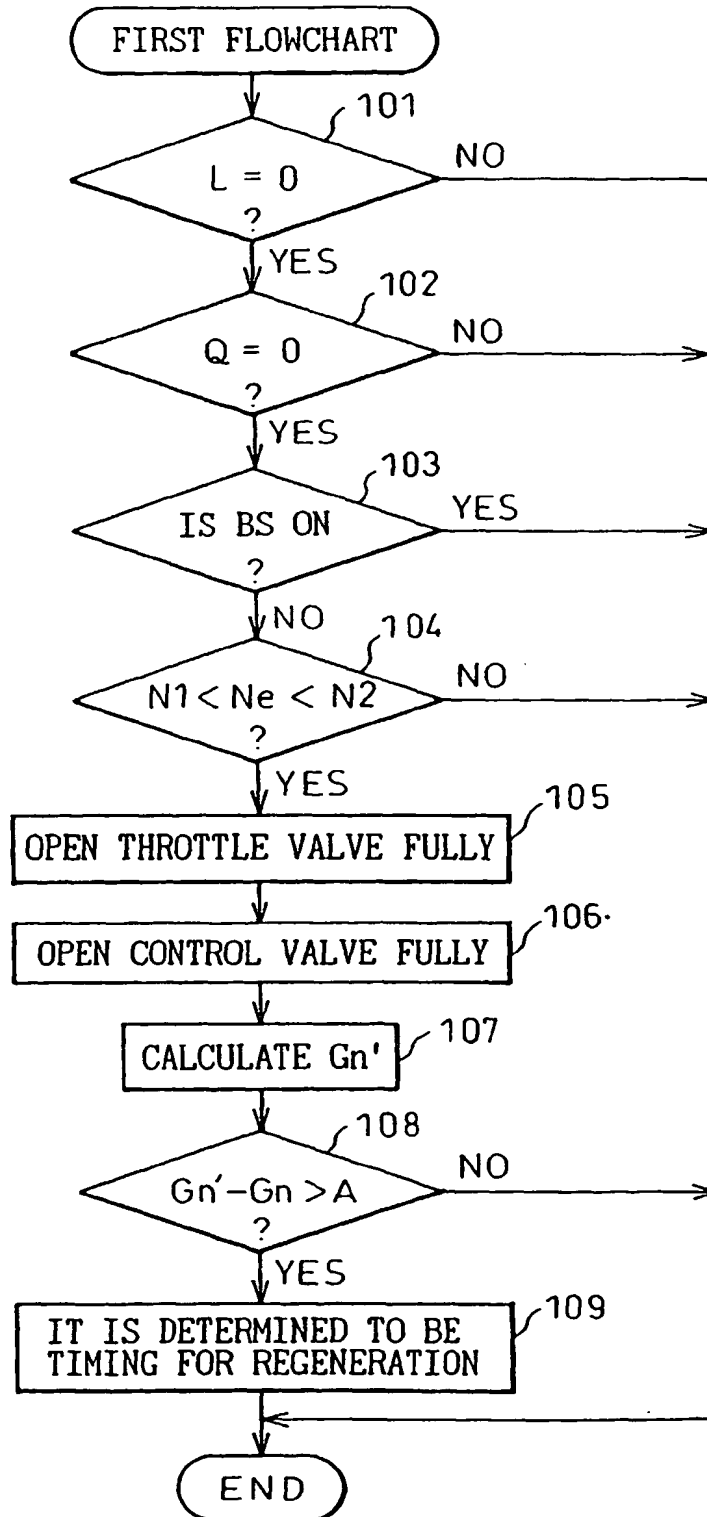 FIRST FLOWCHART
101
L = 0
?
NO
YES
102
Q = 0
?
NO
YES
103
IS BS ON
?
YES
NO
104
N1 < Ne < N2
?
NO
YES
105
OPEN THROTTLE VALVE FULLY
106
OPEN CONTROL VALVE FULLY
107
CALCULATE Gn'
108
Gn'-Gn > A
?
NO
YES
109
IT IS DETERMINED TO BE
TIMING FOR REGENERATION
END